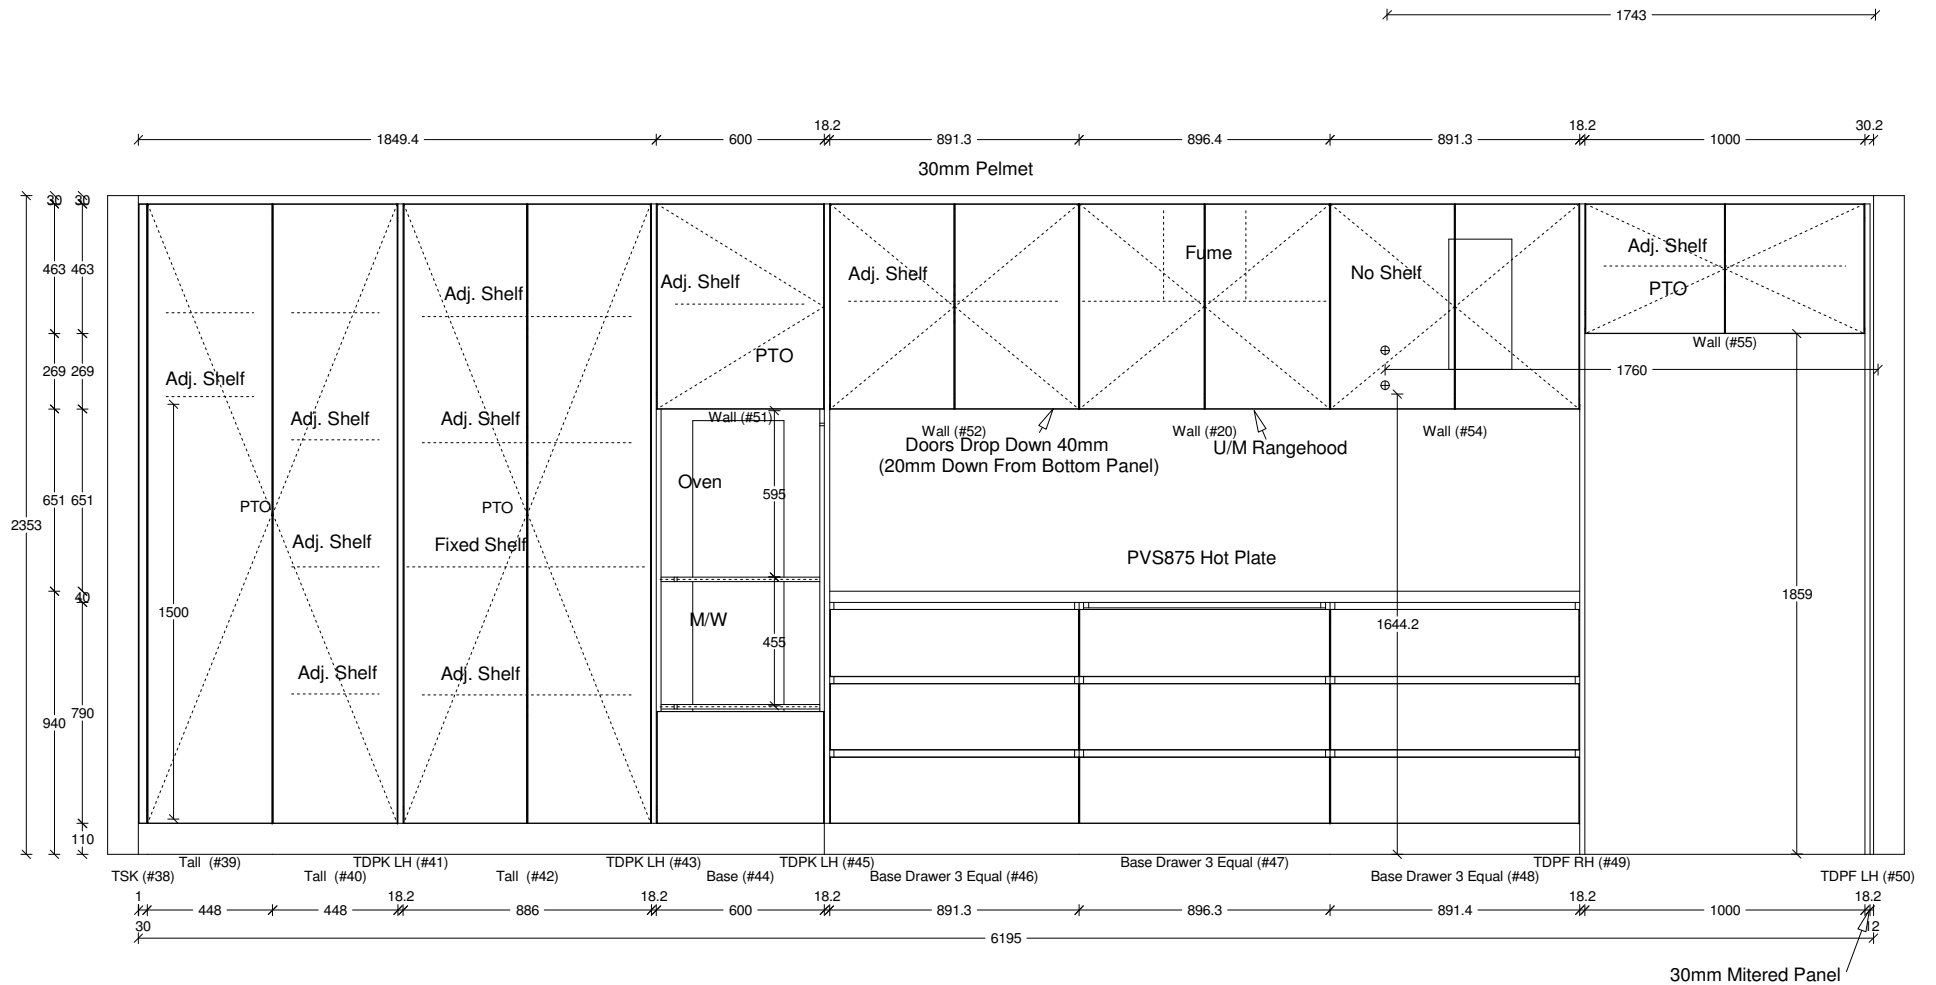 1743
18.2 30.2
1849.4 600 891.3 896.4 891.3 18.2 1000
30mm Pelmet
30 30
Fume
Adj. Shelf
463 463
No Shelf
Adj. Shelf
Adj. Shelf
PTO
Adj. Shelf
Wall (#55)
PTO
269 269
1760
Adj. Shelf
Adj. Shelf
Adj. Shelf
Wall (#51)
Wall (#52)
Wall (#20)
Wall (#54)
Doors Drop Down 40mm
U/M Rangehood
(20mm Down From Bottom Panel)
Oven
595
651 651
PTO
PTO
2353
Adj. Shelf
Fixed Shelf
PVS875 Hot Plate
40
1500
M/W
1644.2
1859
455
Adj. Shelf
Adj. Shelf
940 790
110
Tall (#39) TDPK LH (#41) TDPK LH (#43) TDPK LH (#45) Base Drawer 3 Equal (#47) TDPF RH (#49)
TSK (#38) Tall (#40) Tall (#42) Base (#44) Base Drawer 3 Equal (#46) Base Drawer 3 Equal (#48) TDPF LH (#50)
1 18.2 18.2 18.2 18.2 18.2
448 448 886 600 891.3 896.3 891.4 1000
30 12
6195
30mm Mitered Panel